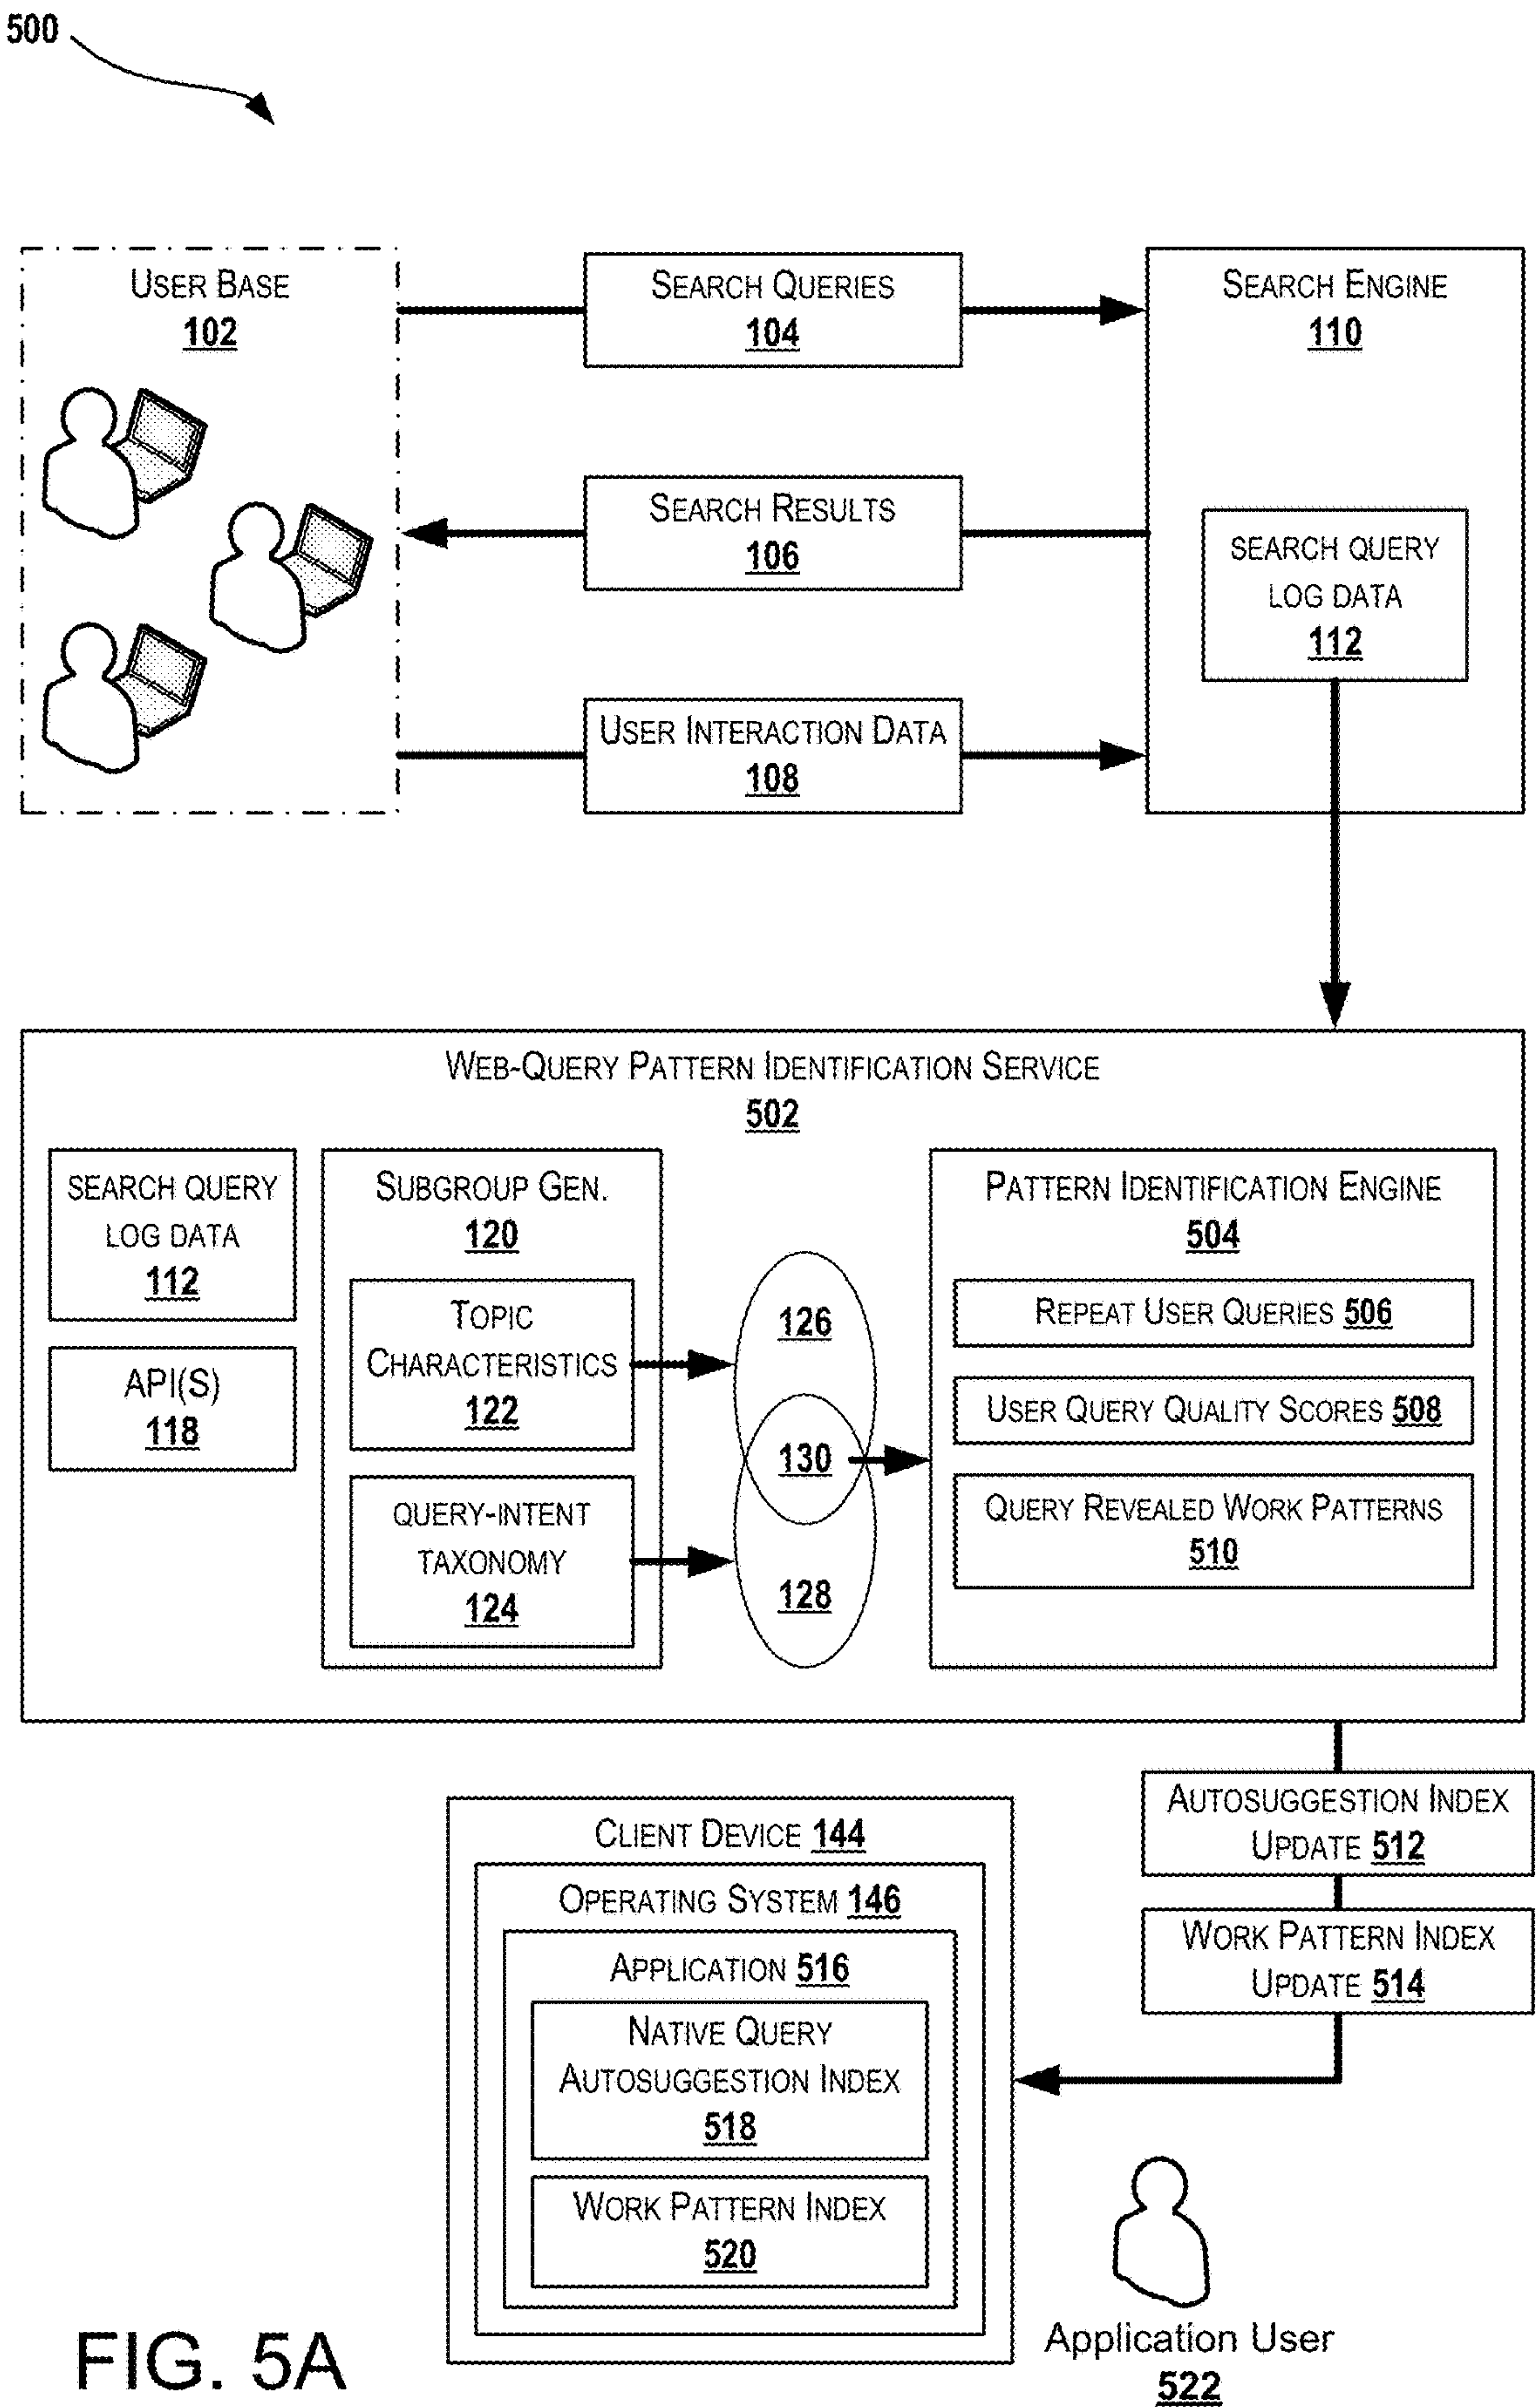 500
USER BASE
102
SEARCH QUERIES
104
SEARCH ENGINE
110
SEARCH RESULTS
106
SEARCH QUERY
LOG DATA
112
USER INTERACTION DATA
108
WEB-QUERY PATTERN IDENTIFICATION SERVICE
502
SEARCH QUERY
LOG DATA
112
API(S)
118
SUBGROUP GEN.
120
TOPIC
CHARACTERISTICS
122
QUERY-INTENT
TAXONOMY
124
126
130
128
PATTERN IDENTIFICATION ENGINE
504
REPEAT USER QUERIES 506
USER QUERY QUALITY SCORES 508
QUERY REVEALED WORK PATTERNS
510
AUTOSUGGESTION INDEX
UPDATE 512
WORK PATTERN INDEX
UPDATE 514
CLIENT DEVICE 144
OPERATING SYSTEM 146
APPLICATION 516
NATIVE QUERY
AUTOSUGGESTION INDEX
518
WORK PATTERN INDEX
520
Application User
522
FIG. 5A